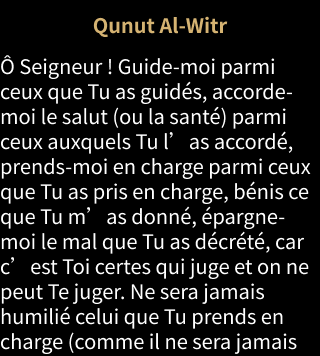 Qunut Al-Witr
Ô Seigneur ! Guide-moi parmi
ceux que Tu as guidés, accorde-
moi le salut (ou la santé) parmi
ceux auxquels Tu l’as accordé,
prends-moi en charge parmi ceux
que Tu as pris en charge, bénis ce
que Tu m’as donné, épargne-
moi le mal que Tu as décrété, car
c’est Toi certes qui juge et on ne
peut Te juger. Ne sera jamais
humilié celui que Tu prends en
charge (comme il ne sera jamais